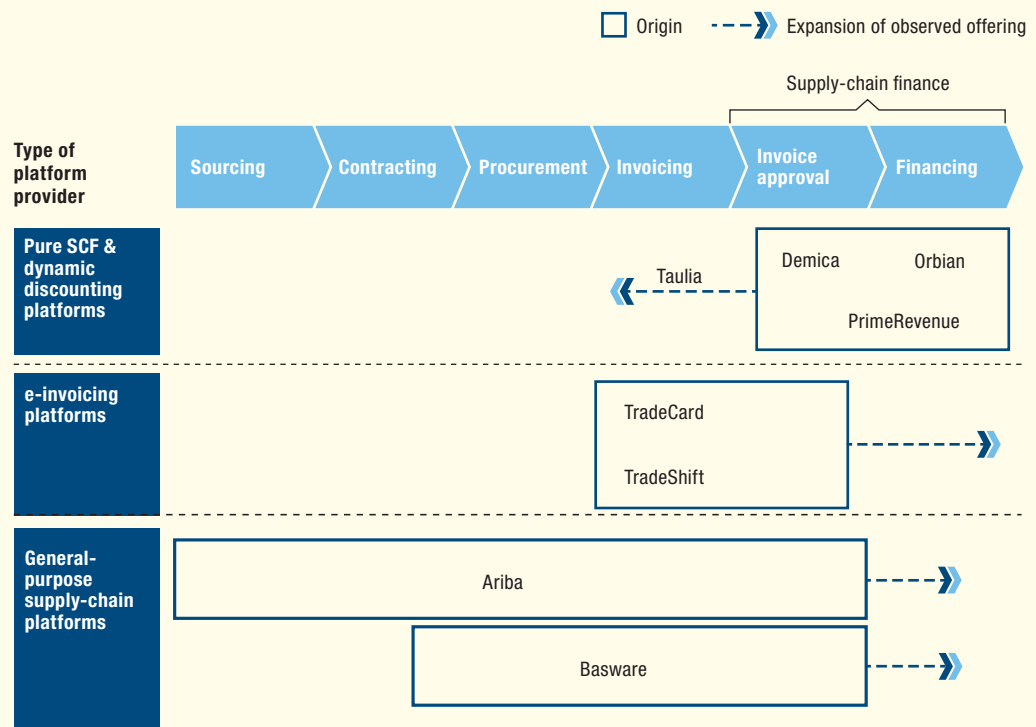 Origin
Expansion of observed offering
Supply-chain finance
Type of
platform
provider
Sourcing
Contracting
Procurement
Invoicing
Invoice
approval
Financing
Pure SCF &
dynamic
discounting
platforms
Taulia
Demica
Orbian
PrimeRevenue
e-invoicing
platforms
TradeCard
TradeShift
General-
purpose
supply-chain
platforms
Ariba
Basware